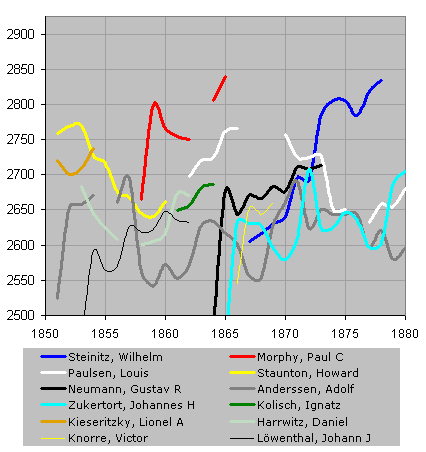 2900
2850
2800
2750
2700
2650
2600
2550
2500
1850 1855 1860 1865 1870 1875 1880
Steinitz, Wilhelm Morphy, Paul C
Paulsen, Louis Staunton, Howard
Neumann, Gustav R Anderssen, Adolf
Zukertort, Johannes H Kolisch, Ignatz
Kieseritzky, Lionel A Harrwitz, Daniel
Knorre, Victor Löwenthal, Johann J